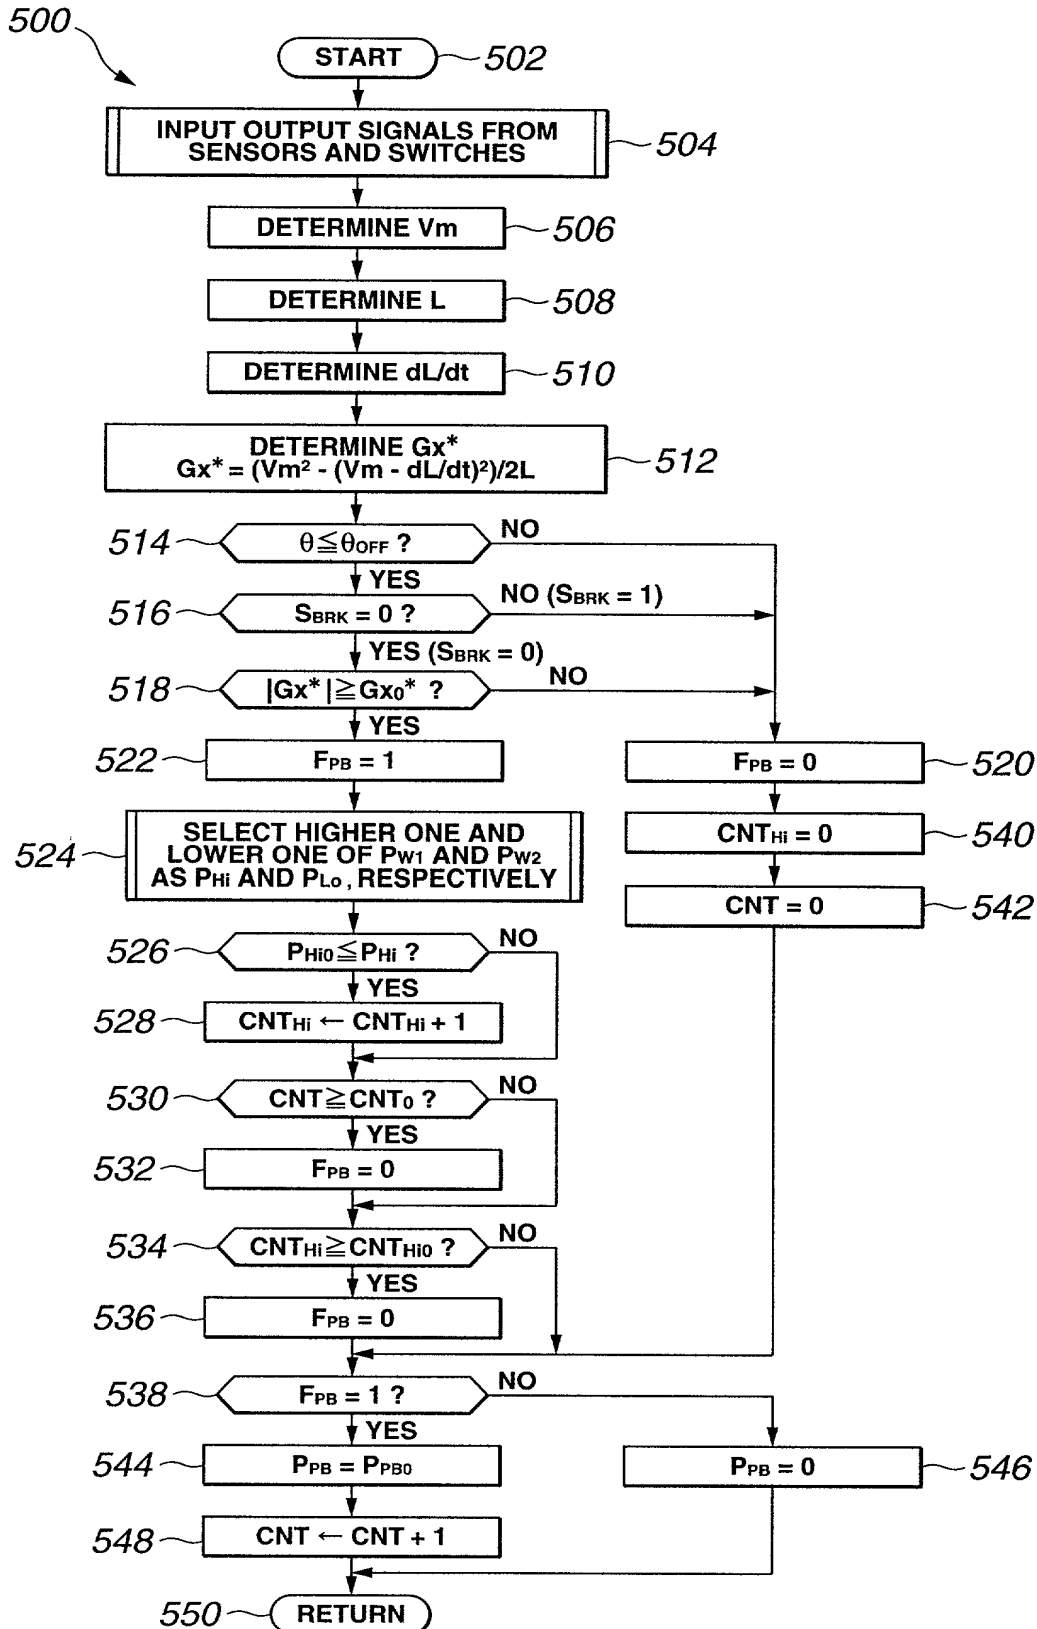 500
START
502
INPUT OUTPUT SIGNALS FROM
SENSORS AND SWITCHES
504
DETERMINE Vm
506
DETERMINE L
508
DETERMINE dL/dt
510
DETERMINE Gx*
Gx* = (Vm² - (Vm - dL/dt)²)/2L
512
514
θ≦θOFF ?
NO
YES
516
SBRK = 0 ?
NO (SBRK = 1)
YES (SBRK = 0)
518
|Gx*|≧Gx0* ?
NO
YES
522
FPB = 1
FPB = 0
520
524
SELECT HIGHER ONE AND
LOWER ONE OF PW1 AND PW2
AS PHi AND PLo, RESPECTIVELY
CNTHi = 0
540
CNT = 0
542
526
PHi0≦PHi ?
NO
YES
528
CNTHi ← CNTHi + 1
530
CNT≧CNT0 ?
NO
YES
532
FPB = 0
534
CNTHi≧CNTHi0 ?
NO
YES
536
FPB = 0
538
FPB = 1 ?
NO
YES
544
PPB = PPB0
PPB = 0
546
548
CNT ← CNT + 1
550
RETURN